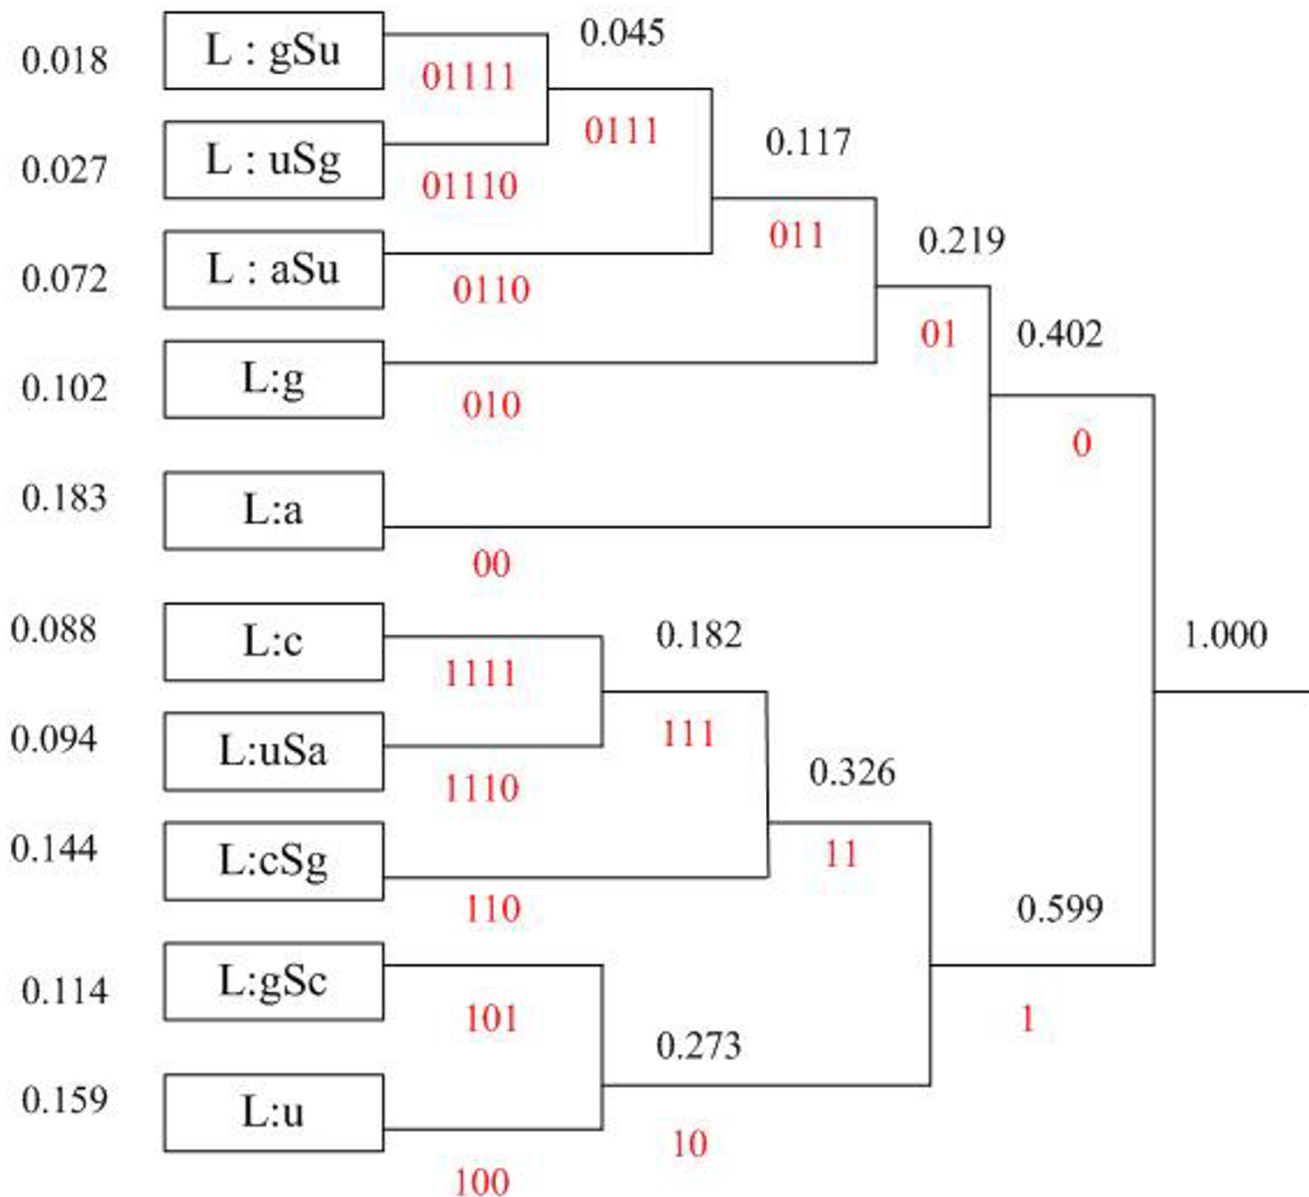 0.018 L : gSu 01111 0.045
0.027 L : uSg 01110 0111 0.117
0.072 L : aSu 0110 011 0.219
0.102 L:g 010 01 0.402
0.183 L:a 00 0
0.088 L:c 1111 0.182 1.000
0.094 L:uSa 1110 111 0.326
0.144 L:cSg 110 11 0.599
0.114 L:gSc 101 0.273 1
0.159 L:u 100 10